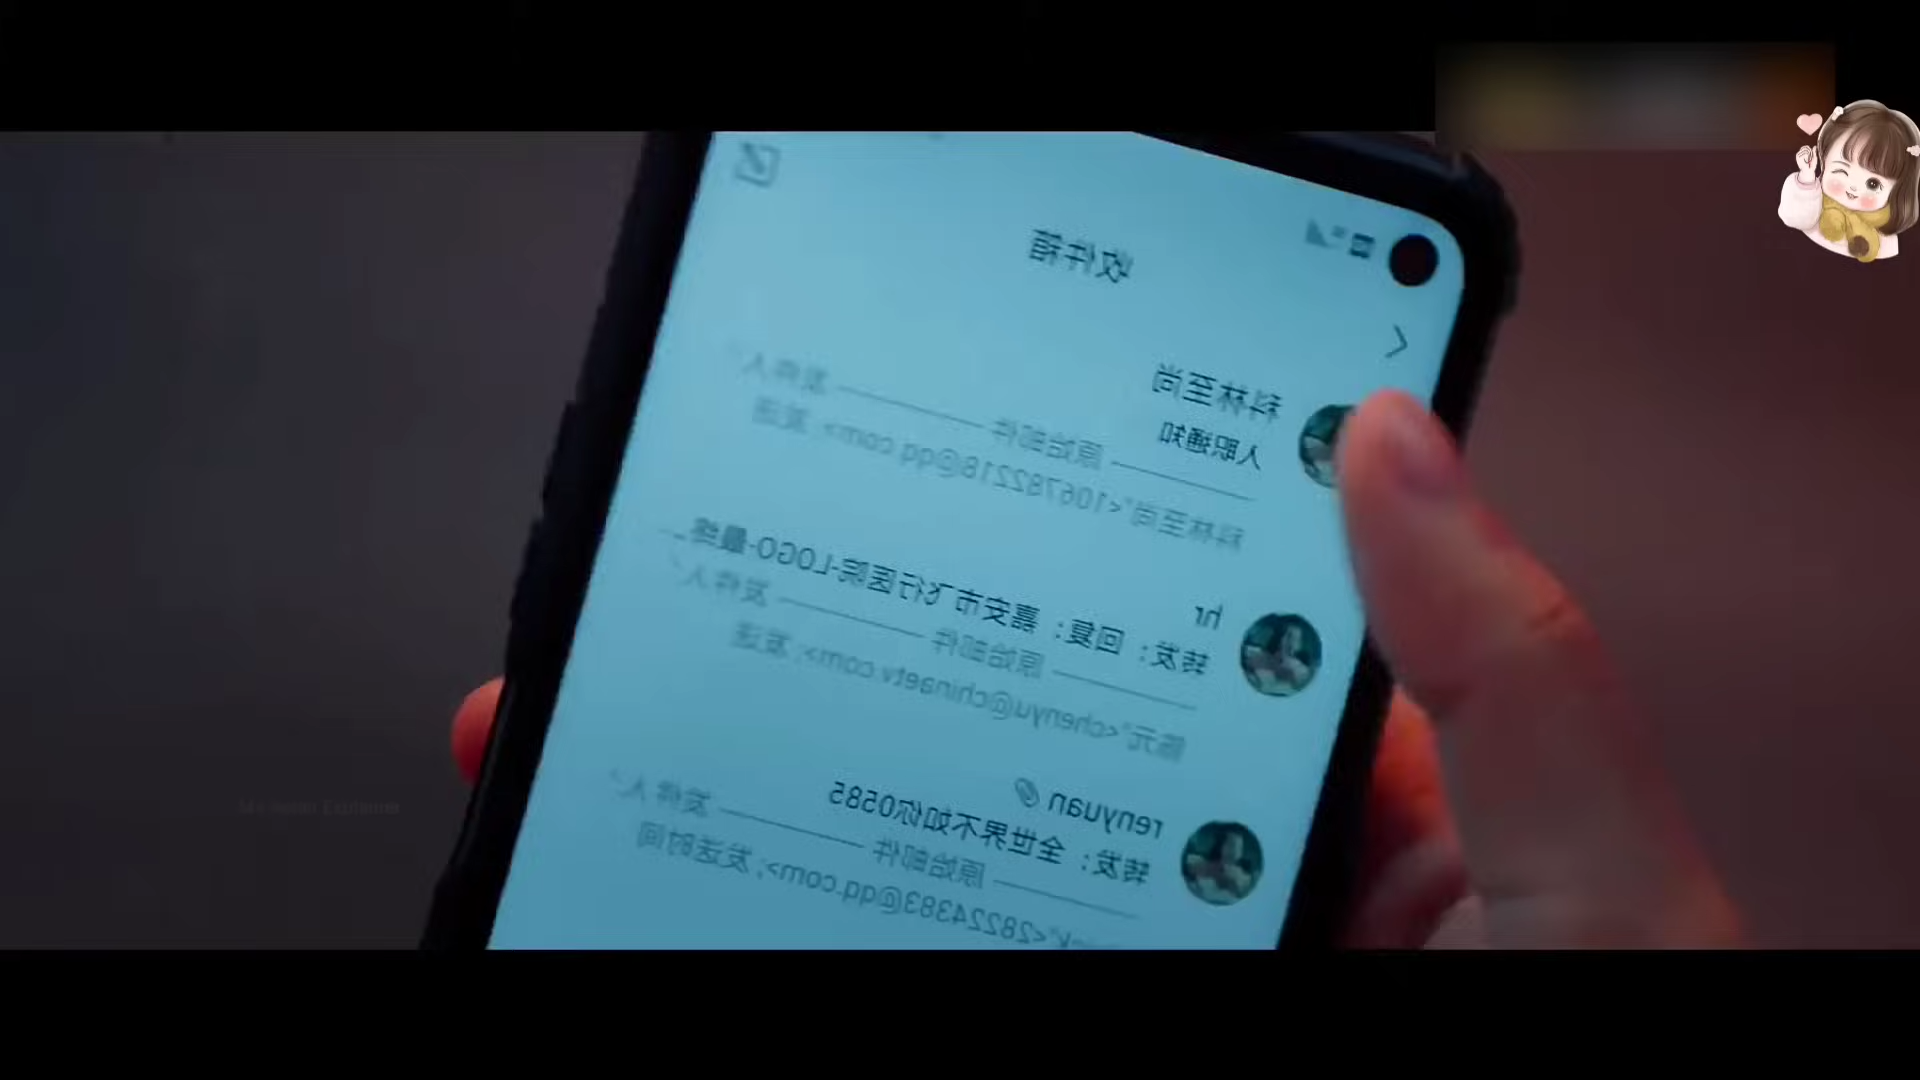 收件箱
科林至尚
入职通知
原始邮件 发件人
科林至尚"<106782218@qq.com> 发送
hr
转发：回复：嘉安市飞行医院-LOGO-最终
原始邮件 发件人
陈元"<chenyu@chinaetv.com>; 发送
renyuan
转发：全世界不如你0585
原始邮件 发件人
<28224383@qq.com>; 发送时间